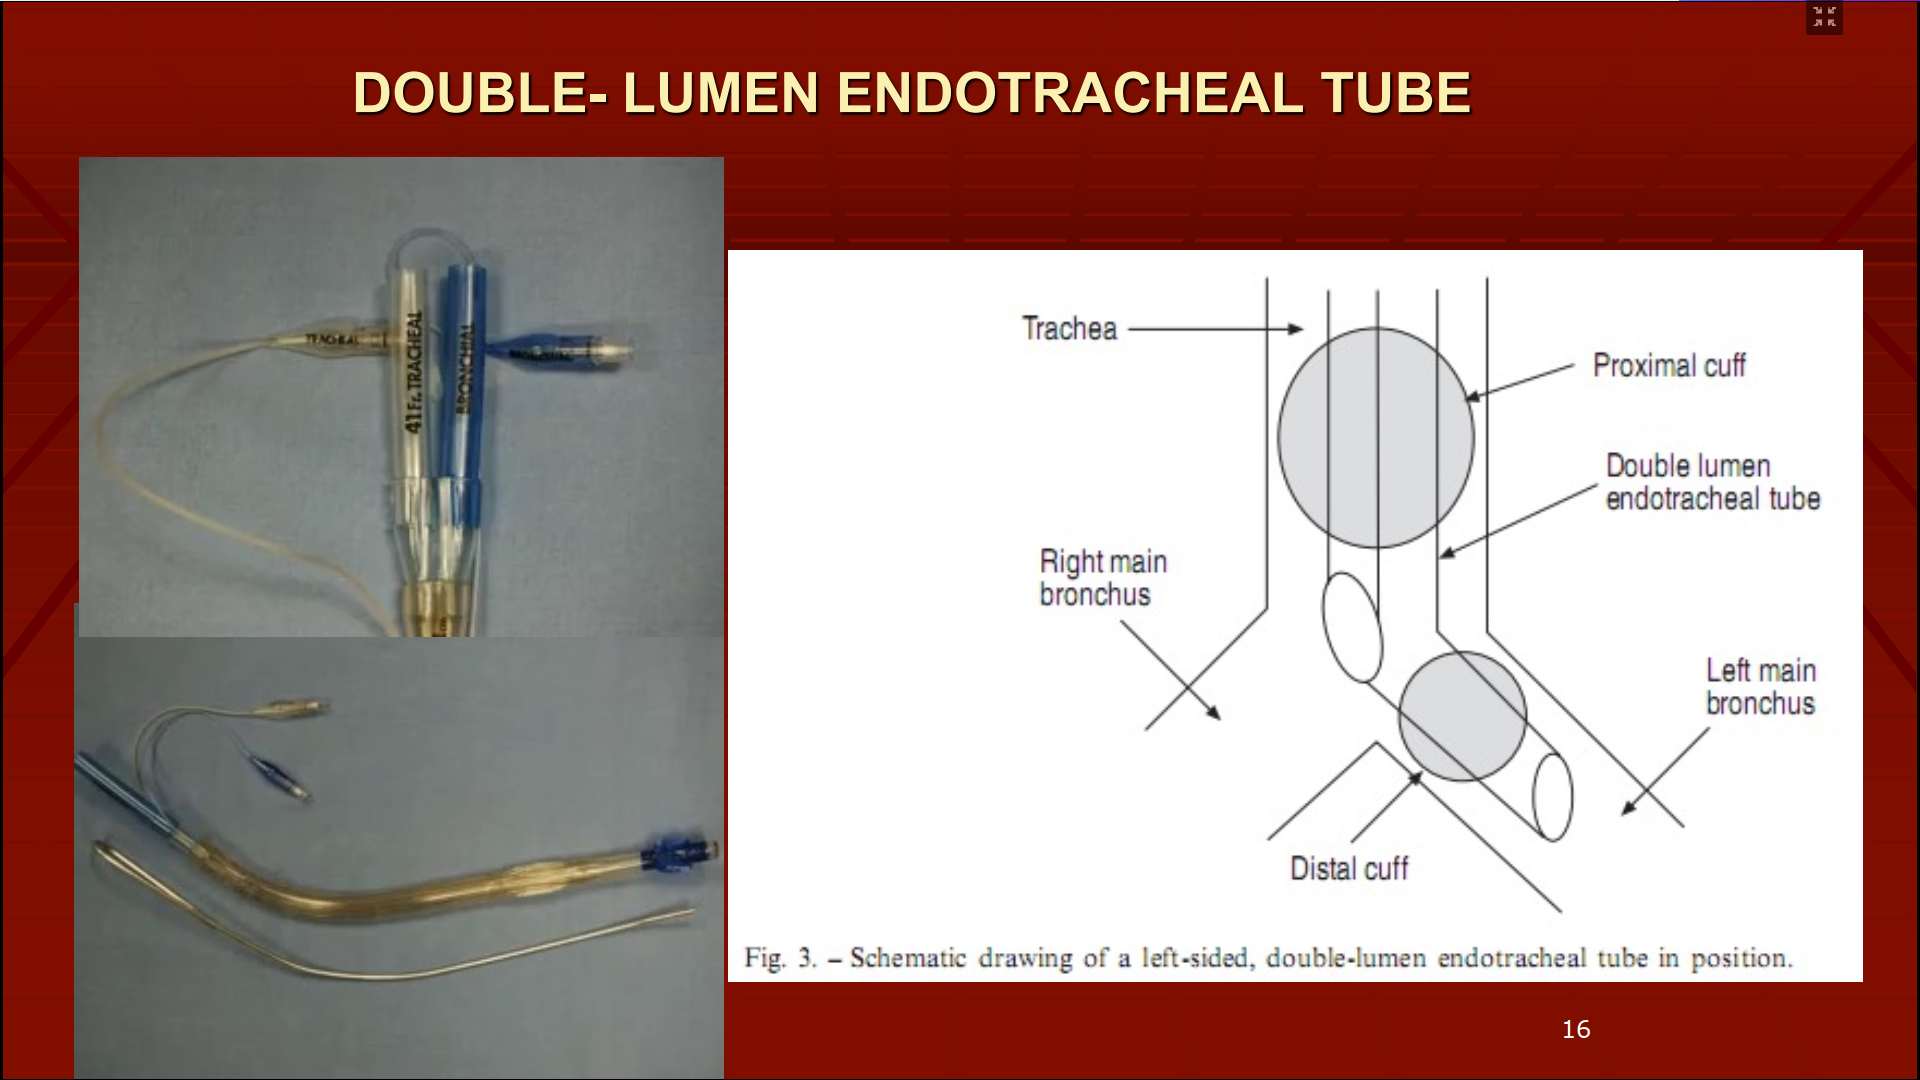 DOUBLE- LUMEN ENDOTRACHEAL TUBE
TRACHEAL
41 Fr. TRACHEAL
BRONCHIAL
Trachea
Proximal cuff
Double lumen
endotracheal tube
Right main
bronchus
Left main
bronchus
Distal cuff
Fig. 3. – Schematic drawing of a left-sided, double-lumen endotracheal tube in position.
16